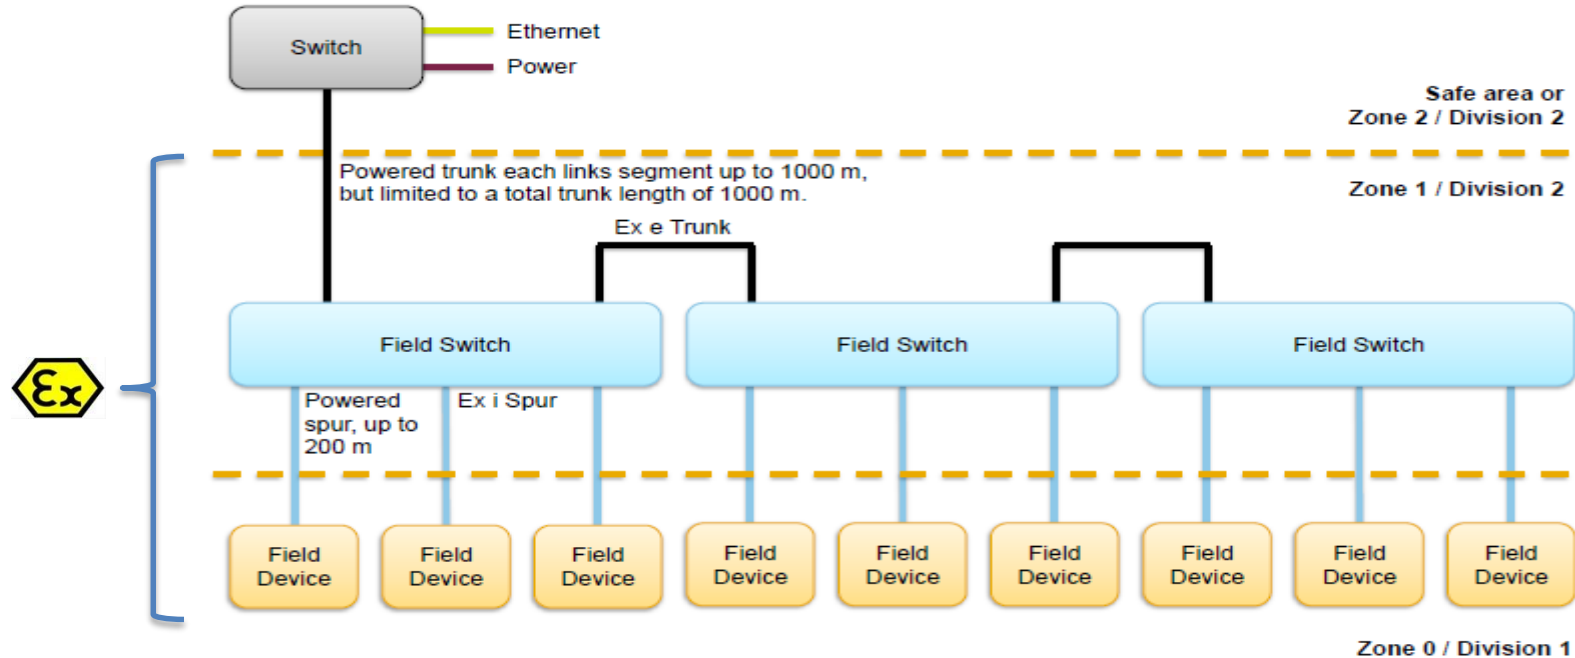 Switch
Ethernet
Power
Safe area or
Zone 2 / Division 2
Powered trunk each links segment up to 1000 m,
but limited to a total trunk length of 1000 m.
Zone 1 / Division 2
Ex e Trunk
Field Switch
Field Switch
Field Switch
Ex
Powered
spur, up to
200 m
Ex i Spur
Field
Device
Field
Device
Field
Device
Field
Device
Field
Device
Field
Device
Field
Device
Field
Device
Field
Device
Zone 0 / Division 1